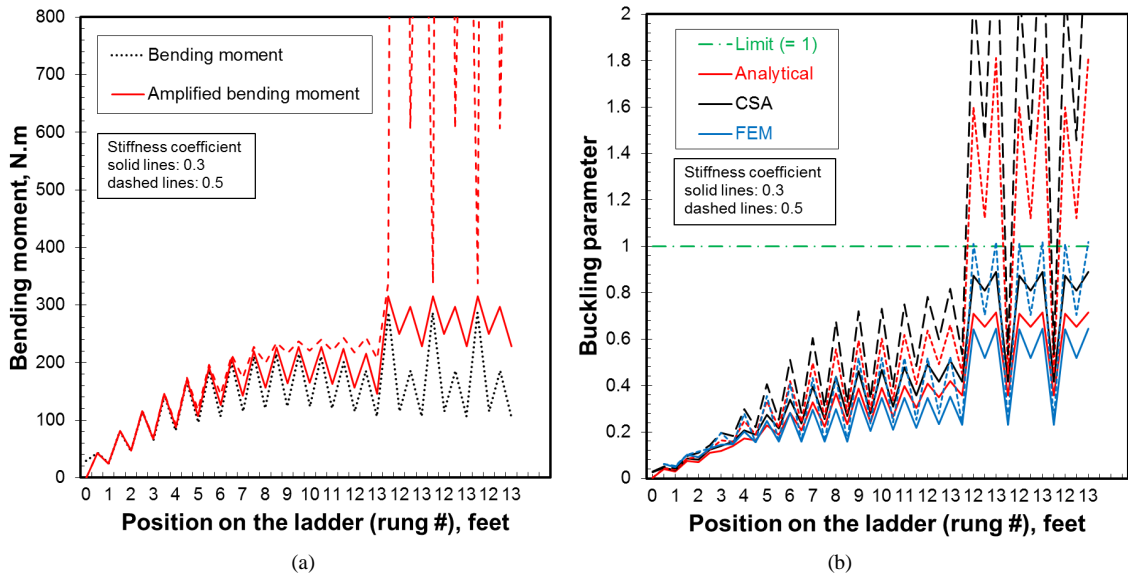 800
700
600
500
400
300
200
100
0
Bending moment, N.m
Bending moment
Amplified bending moment
Stiffness coefficient
solid lines: 0.3
dashed lines: 0.5
0 1 2 3 4 5 6 7 8 9 10 11 12 13 12 13 12 13 12 13
Position on the ladder (rung #), feet
(a)
2
1.8
1.6
1.4
1.2
1
0.8
0.6
0.4
0.2
0
Buckling parameter
Limit (= 1)
Analytical
CSA
FEM
Stiffness coefficient
solid lines: 0.3
dashed lines: 0.5
0 1 2 3 4 5 6 7 8 9 10 11 12 13 12 13 12 13 12 13
Position on the ladder (rung #), feet
(b)